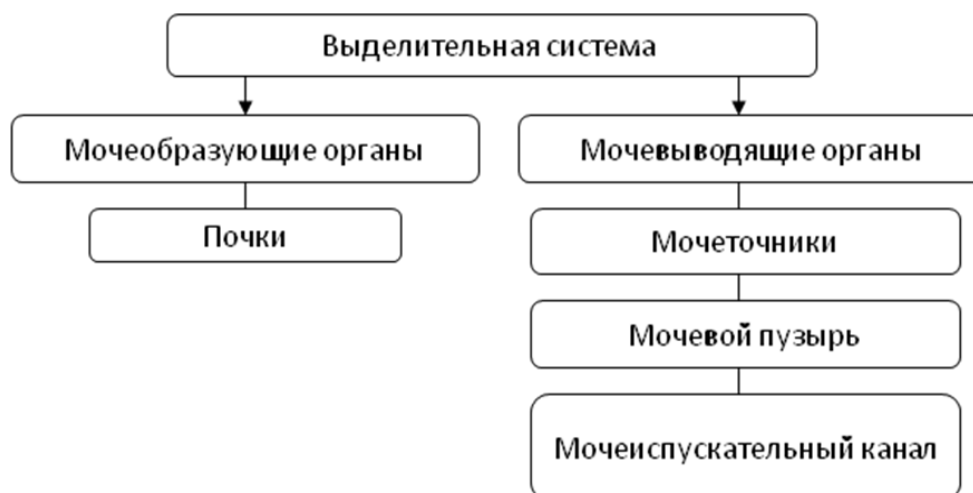 Выделительная система
Мочеобразующие органы
Мочевыводящие органы
Почки
Мочеточники
Мочевой пузырь
Мочеиспускательный канал